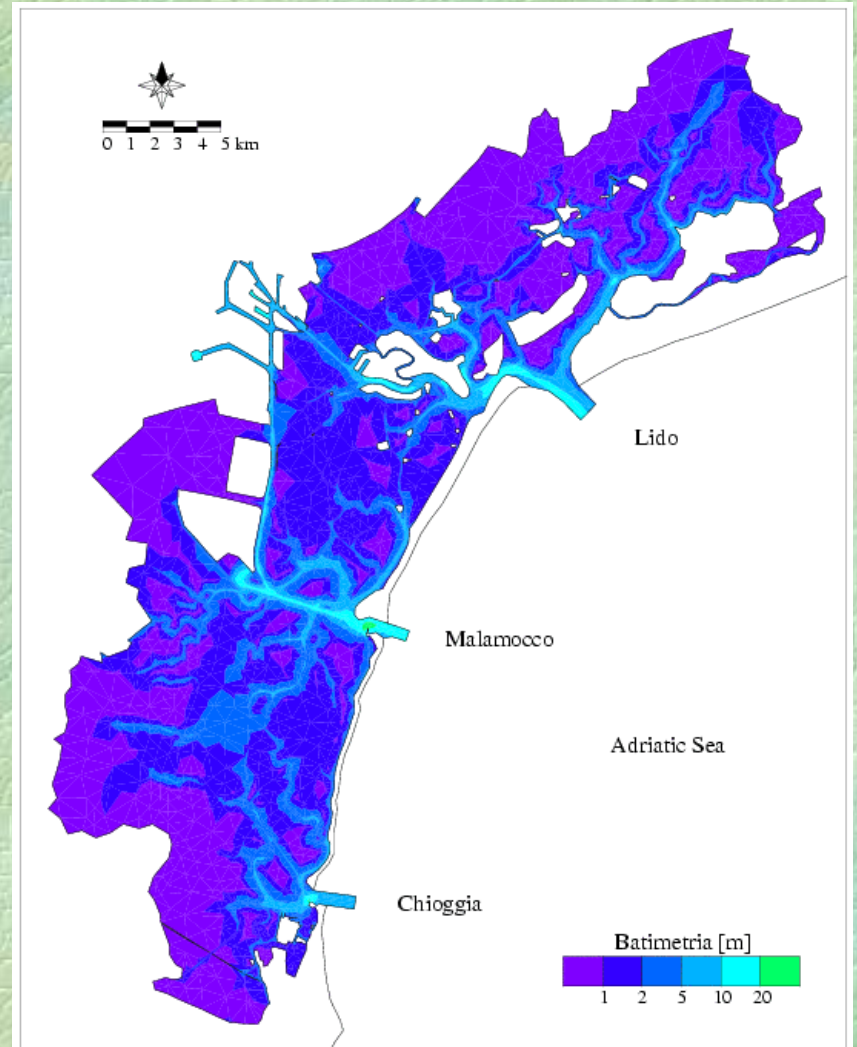 0 1 2 3 4 5 km
Lido
Malamocco
Adriatic Sea
Chioggia
Batimetria [m]
1 2 5 10 20